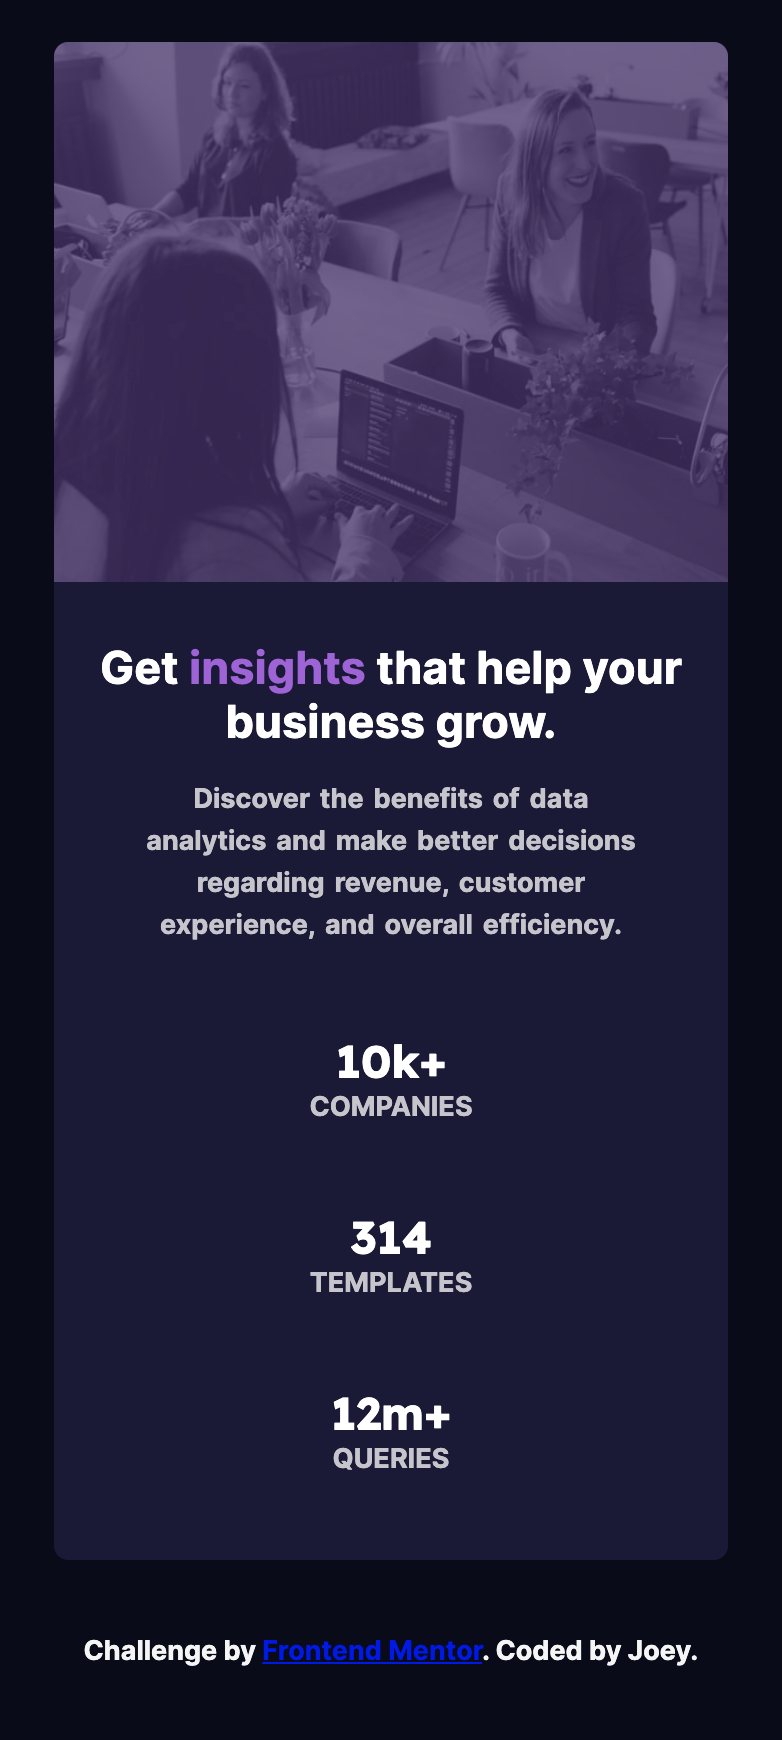 Get insights that help your
business grow.
Discover the benefits of data
analytics and make better decisions
regarding revenue, customer
experience, and overall efficiency.
10k+
COMPANIES
314
TEMPLATES
12m+
QUERIES
Challenge by Frontend Mentor. Coded by Joey.